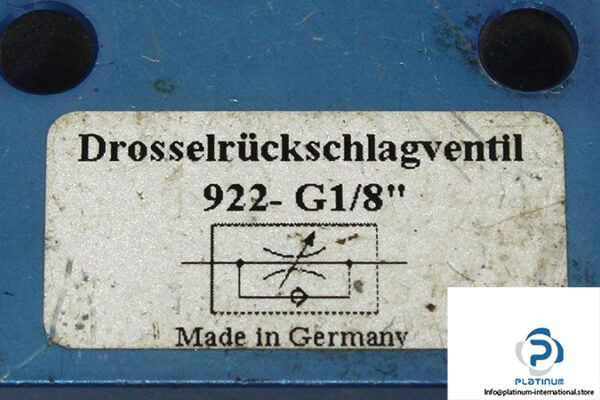 Drosselrückschlagventil
922- G1/8"
Made in Germany
PLATINUM
Info@platinum-international.store